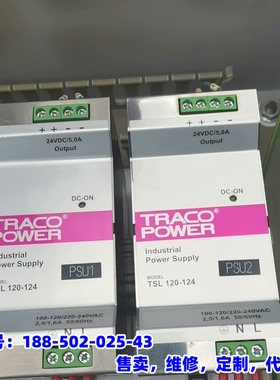 24VDC/5,0A
Output
+ + - -
DC-ON
TRACO
POWER
Industrial
Power Supply
PSU1
MODEL
TSL 120-124
100-120/220-240VAC
2,5/1,6A 50/60Hz
N L
24VDC/5,0A
Output
+ + - -
DC-ON
TRACO
POWER
Industrial
Power Supply
PSU2
MODEL
TSL 120-124
100-120/220-240VAC
2,5/1,6A 50/60Hz
N L
号: 188-502-025-43
售卖，维修，定制，代